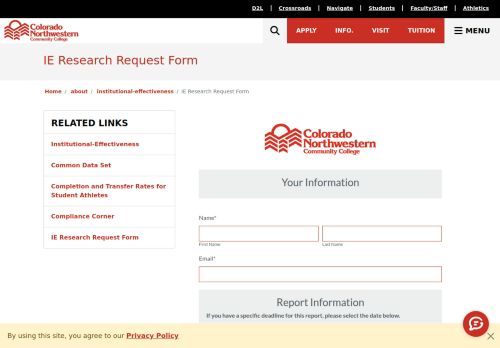 D2L | Crossroads | Navigate | Students | Faculty/Staff | Athletics
Colorado
Northwestern
Community College
APPLY INFO. VISIT TUITION MENU
IE Research Request Form
Home / about / institutional-effectiveness / IE Research Request Form
RELATED LINKS
Institutional-Effectiveness
Common Data Set
Completion and Transfer Rates for
Student Athletes
Compliance Corner
IE Research Request Form
Colorado
Northwestern
Community College
Your Information
Name*
First Name Last Name
Email*
Report Information
If you have a specific deadline for this report, please select the date below.
By using this site, you agree to our Privacy Policy